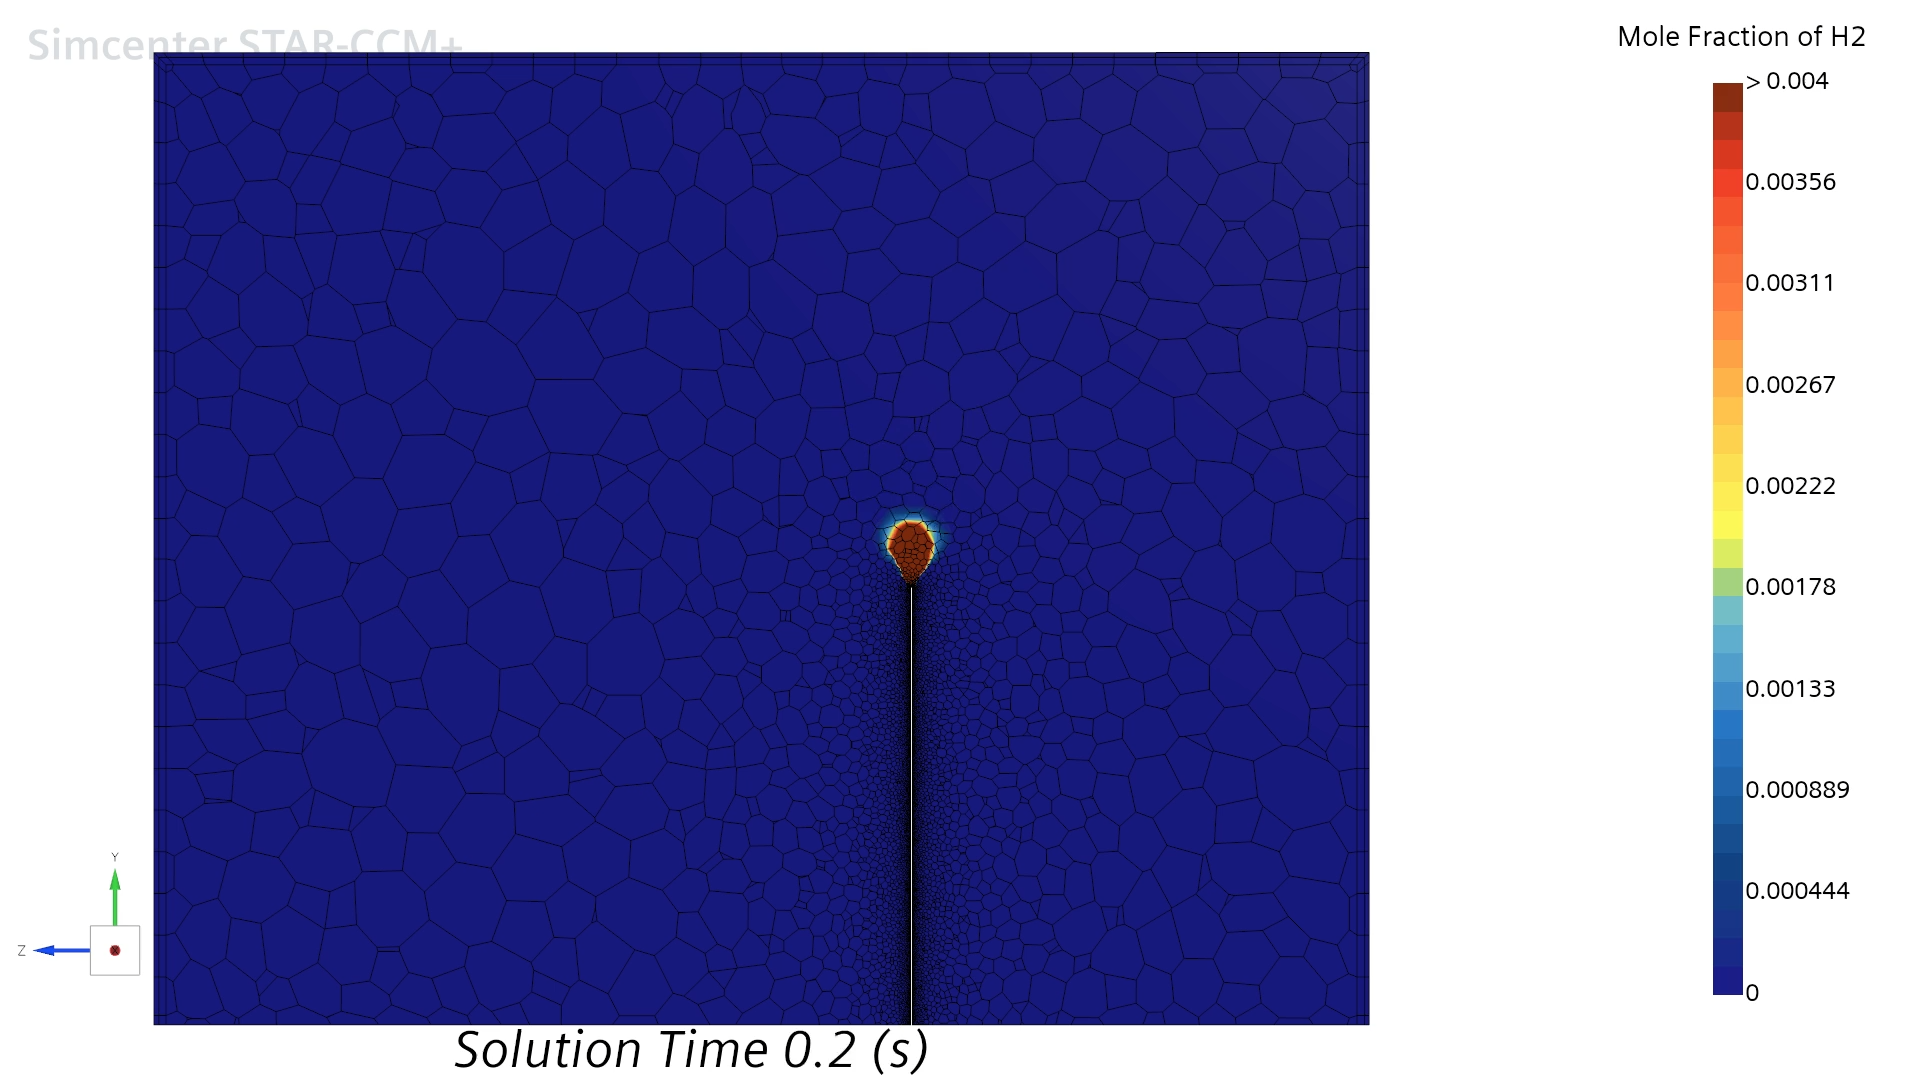 Simcenter STAR-CCM+
Mole Fraction of H2
> 0.004
0.00356
0.00311
0.00267
0.00222
0.00178
0.00133
0.000889
0.000444
0
Y
Z
X
Solution Time 0.2 (s)